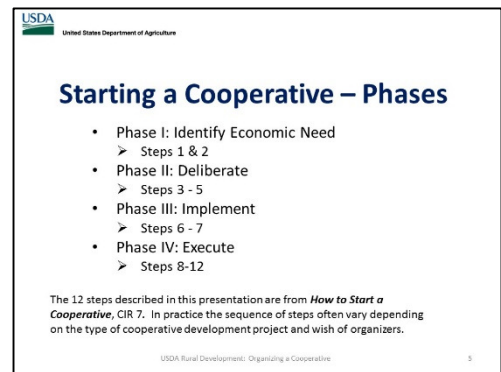 USDA
United States Department of Agriculture
Starting a Cooperative – Phases
• Phase I: Identify Economic Need
➢ Steps 1 & 2
• Phase II: Deliberate
➢ Steps 3 - 5
• Phase III: Implement
➢ Steps 6 - 7
• Phase IV: Execute
➢ Steps 8-12
The 12 steps described in this presentation are from How to Start a
Cooperative, CIR 7. In practice the sequence of steps often vary depending
on the type of cooperative development project and wish of organizers.
USDA Rural Development: Organizing a Cooperative
5